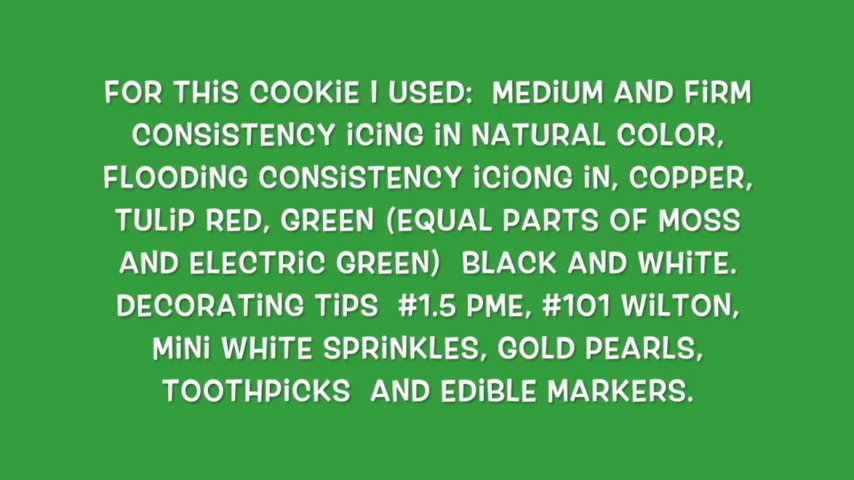 FOR THiS COOKiE I USED: MEDiUM AND FiRM
CONSiSTENCY iCiNG iN NATURAL COLOR,
FLOODiNG CONSiSTENCY iCiONG iN, COPPER,
TULiP RED, GREEN (EQUAL PARTS OF MOSS
AND ELECTRiC GREEN) BLACK AND WHiTE.
DECORATiNG TiPS #1.5 PME, #101 WiLTON,
MiNi WHiTE SPRiNKLES, GOLD PEARLS,
TOOTHPiCKS AND EDiBLE MARKERS.